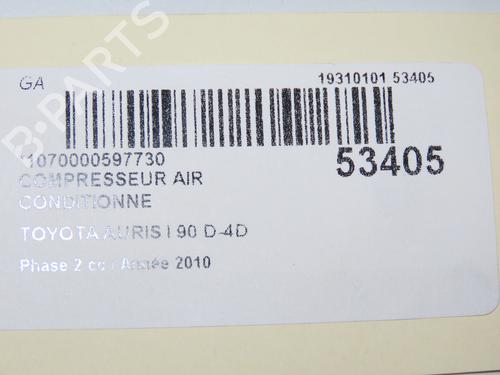 B-PARTS
GA
19310101 53405
*1070000597730
53405
COMPRESSEUR AIR
CONDITIONNE
TOYOTA AURIS I 90 D-4D
Phase 2 cc / Année 2010